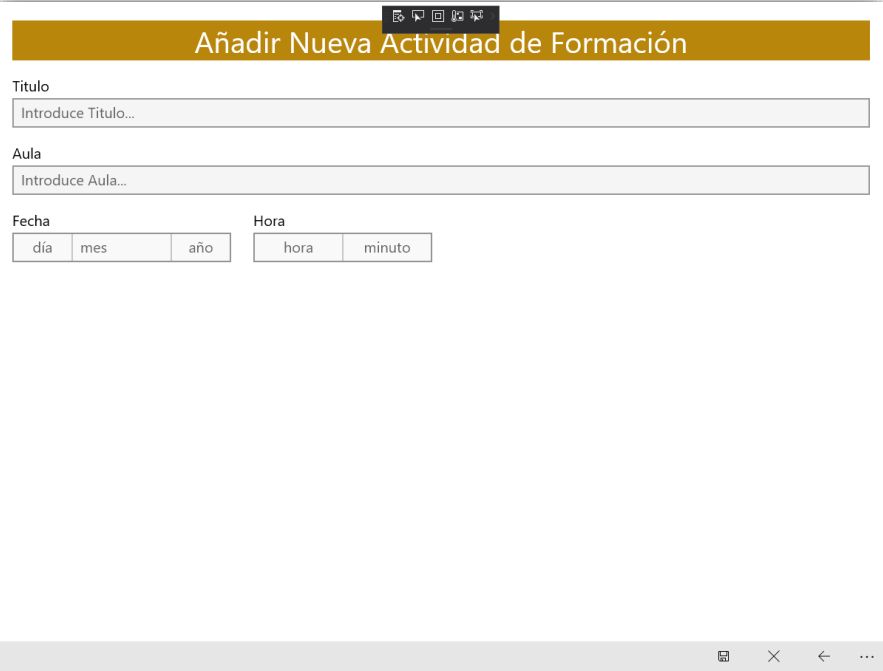 Añadir Nueva Actividad de Formación
Titulo
Introduce Titulo...
Aula
Introduce Aula...
Fecha Hora
día mes año hora minuto